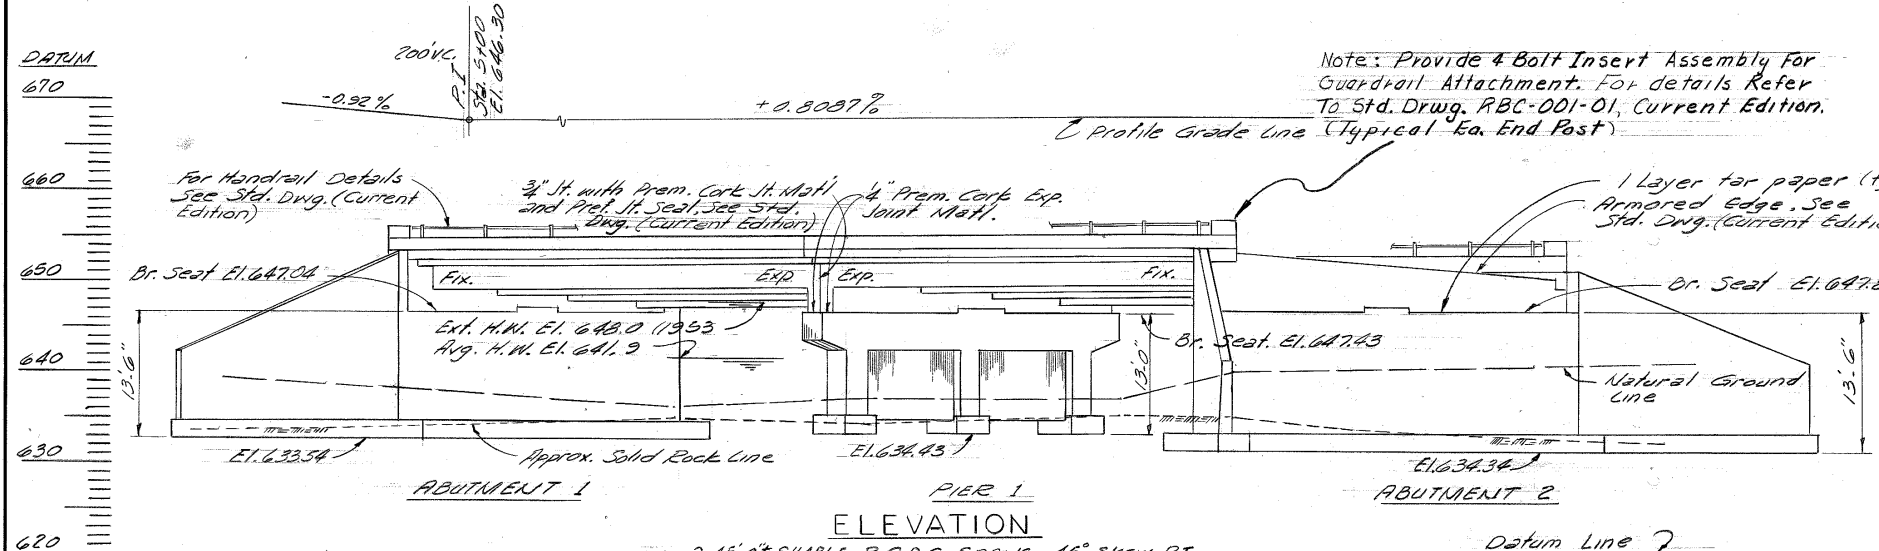 DATUM
670
660
650
640
630
620
200'V.C.
P.I.
Sta. 5+00
El. 646.30
-0.92%
+0.8087%
Profile Grade Line
Note: Provide 4 Bolt Insert Assembly For
Guardrail Attachment. For details Refer
To Std. Drwg. RBC-001-01, Current Edition.
(Typical Ea. End Post)
For Handrail Details
See Std. Dwg. (Current
Edition)
3/4" Jt. with Prem. Cork Jt. Mat'l
and Pref. Jt. Seal, See Std.
Dwg. (Current Edition)
1/4" Prem. Cork Exp.
Joint Matl.
1 Layer tar paper
Armored Edge. See
Std. Dwg. (Current
Br. Seat El. 647.04
Fix.
Exp.
Exp.
Fix.
Br. Seat El. 647.
Ext. H.W. El. 648.0 (1953
Avg. H.W. El. 641.9
Br. Seat. El. 647.43
13'-6"
13'-0"
13'-6"
Natural Ground
Line
El. 633.54
Approx. Solid Rock Line
El. 634.43
El. 634.34
ABUTMENT 1
PIER 1
ABUTMENT 2
ELEVATION
Datum Line